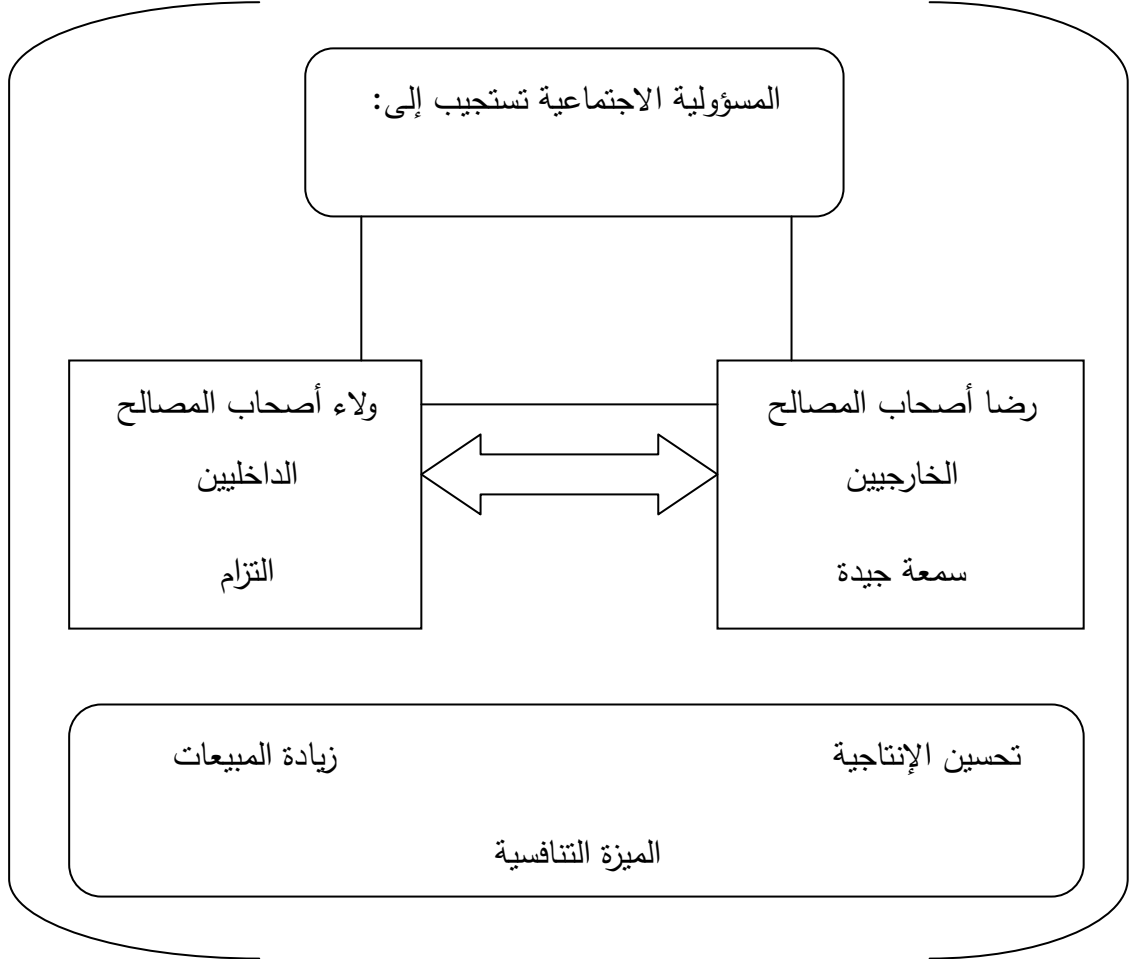 المسؤولية الاجتماعية تستجيب إلى:
رضا أصحاب المصالح
الخارجيين
سمعة جيدة
ولاء أصحاب المصالح
الداخليين
التزام
تحسين الإنتاجية
زيادة المبيعات
الميزة التنافسية